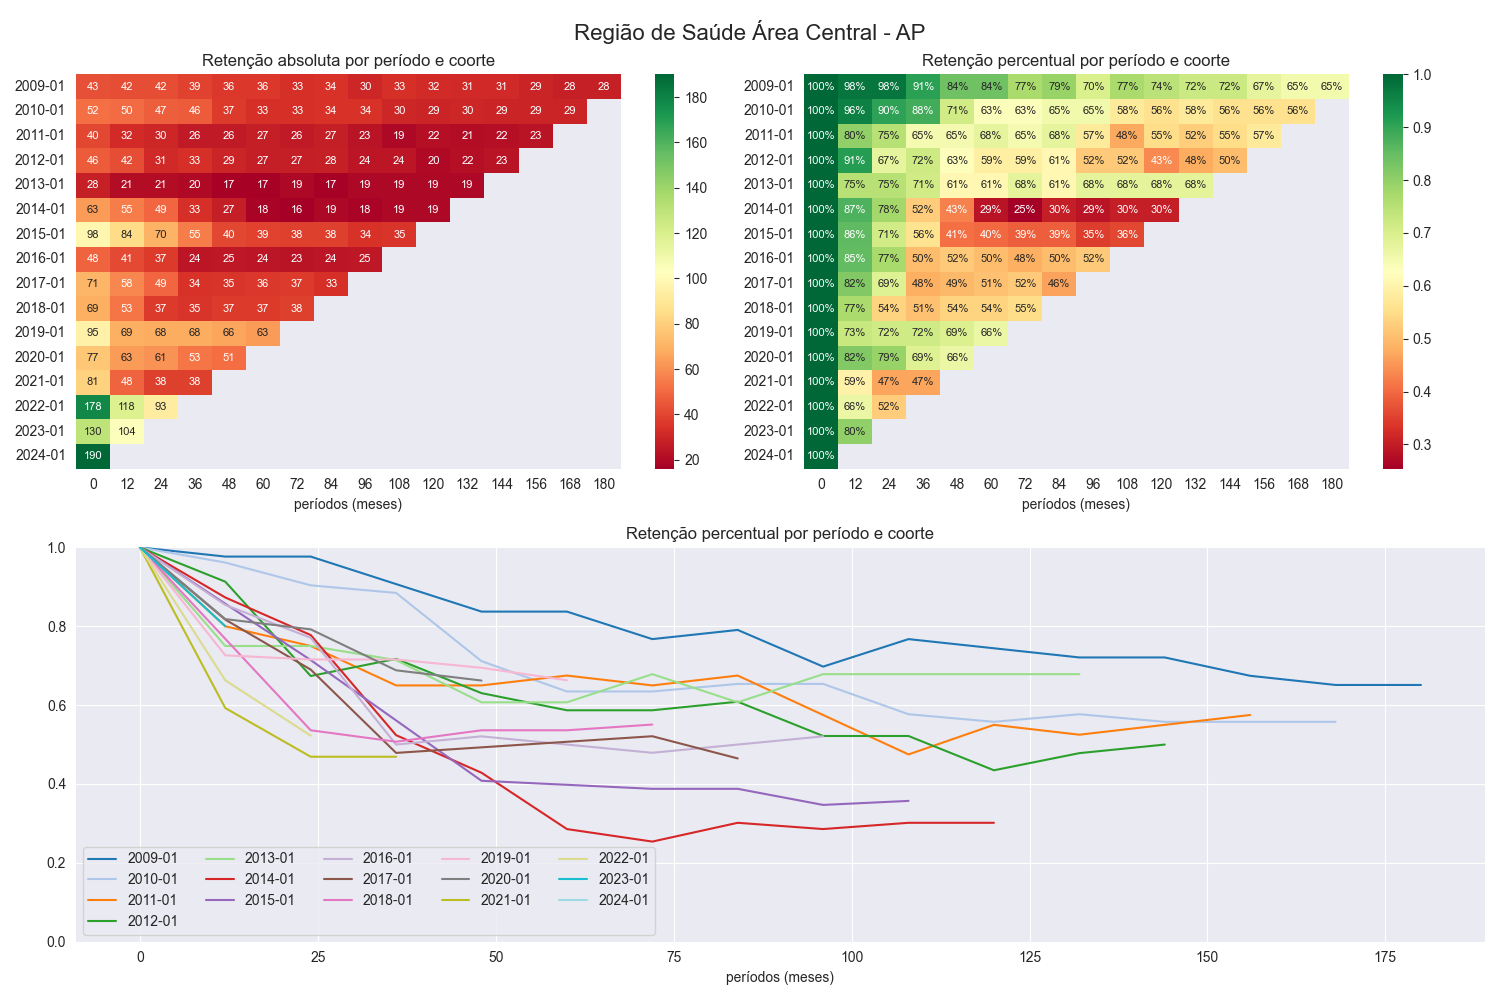 Região de Saúde Área Central - AP
Retenção absoluta por período e coorte
2009-01 43 42 42 39 36 36 33 34 30 33 32 31 31 29 28 28
2010-01 52 50 47 46 37 33 33 34 34 30 29 30 29 29 29
2011-01 40 32 30 26 26 27 26 27 23 19 22 21 22 23
2012-01 46 42 31 33 29 27 27 28 24 24 20 22 23
2013-01 28 21 21 20 17 17 19 17 19 19 19 19
2014-01 63 55 49 33 27 18 16 19 18 19 19
2015-01 98 84 70 55 40 39 38 38 34 35
2016-01 48 41 37 24 25 24 23 24 25
2017-01 71 58 49 34 35 36 37 33
2018-01 69 53 37 35 37 37 38
2019-01 95 69 68 68 66 63
2020-01 77 63 61 53 51
2021-01 81 48 38 38
2022-01 178 118 93
2023-01 130 104
2024-01 190
0 12 24 36 48 60 72 84 96 108 120 132 144 156 168 180
períodos (meses)
180
160
140
120
100
80
60
40
20
Retenção percentual por período e coorte
2009-01 100% 98% 98% 91% 84% 84% 77% 79% 70% 77% 74% 72% 72% 67% 65% 65%
2010-01 100% 96% 90% 88% 71% 63% 63% 65% 65% 58% 56% 58% 56% 56% 56%
2011-01 100% 80% 75% 65% 65% 68% 65% 68% 57% 48% 55% 52% 55% 57%
2012-01 100% 91% 67% 72% 63% 59% 59% 61% 52% 52% 43% 48% 50%
2013-01 100% 75% 75% 71% 61% 61% 68% 61% 68% 68% 68% 68%
2014-01 100% 87% 78% 52% 43% 29% 25% 30% 29% 30% 30%
2015-01 100% 86% 71% 56% 41% 40% 39% 39% 35% 36%
2016-01 100% 85% 77% 50% 52% 50% 48% 50% 52%
2017-01 100% 82% 69% 48% 49% 51% 52% 46%
2018-01 100% 77% 54% 51% 54% 54% 55%
2019-01 100% 73% 72% 72% 69% 66%
2020-01 100% 82% 79% 69% 66%
2021-01 100% 59% 47% 47%
2022-01 100% 66% 52%
2023-01 100% 80%
2024-01 100%
0 12 24 36 48 60 72 84 96 108 120 132 144 156 168 180
períodos (meses)
1.0
0.9
0.8
0.7
0.6
0.5
0.4
0.3
Retenção percentual por período e coorte
1.0
0.8
0.6
0.4
0.2
0.0
2009-01 2013-01 2016-01 2019-01 2022-01
2010-01 2014-01 2017-01 2020-01 2023-01
2011-01 2015-01 2018-01 2021-01 2024-01
2012-01
0 25 50 75 100 125 150 175
períodos (meses)